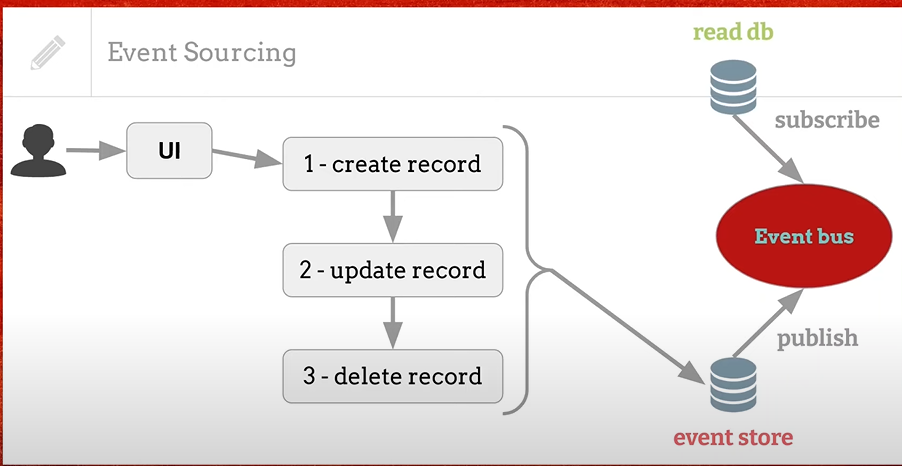 Event Sourcing
read db
subscribe
UI
1 - create record
Event bus
2 - update record
publish
3 - delete record
event store